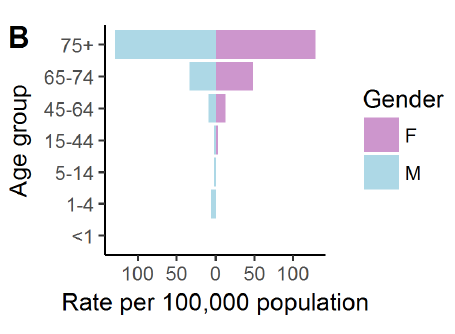 B
75+
65-74
45-64
15-44
5-14
1-4
<1
Age group
100 50 0 50 100
Rate per 100,000 population
Gender
F
M